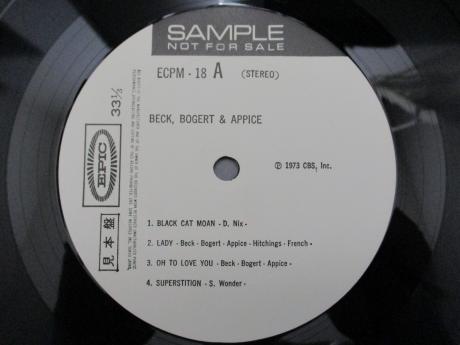 SAMPLE
NOT FOR SALE
ECPM-18 A (STEREO)
33⅓
BECK, BOGERT & APPICE
EPIC
見本盤
℗ 1973 CBS, Inc.
1. BLACK CAT MOAN - D. Nix -
2. LADY - Beck - Bogert - Appice - Hitchings - French -
3. OH TO LOVE YOU - Beck - Bogert - Appice -
4. SUPERSTITION - S. Wonder -